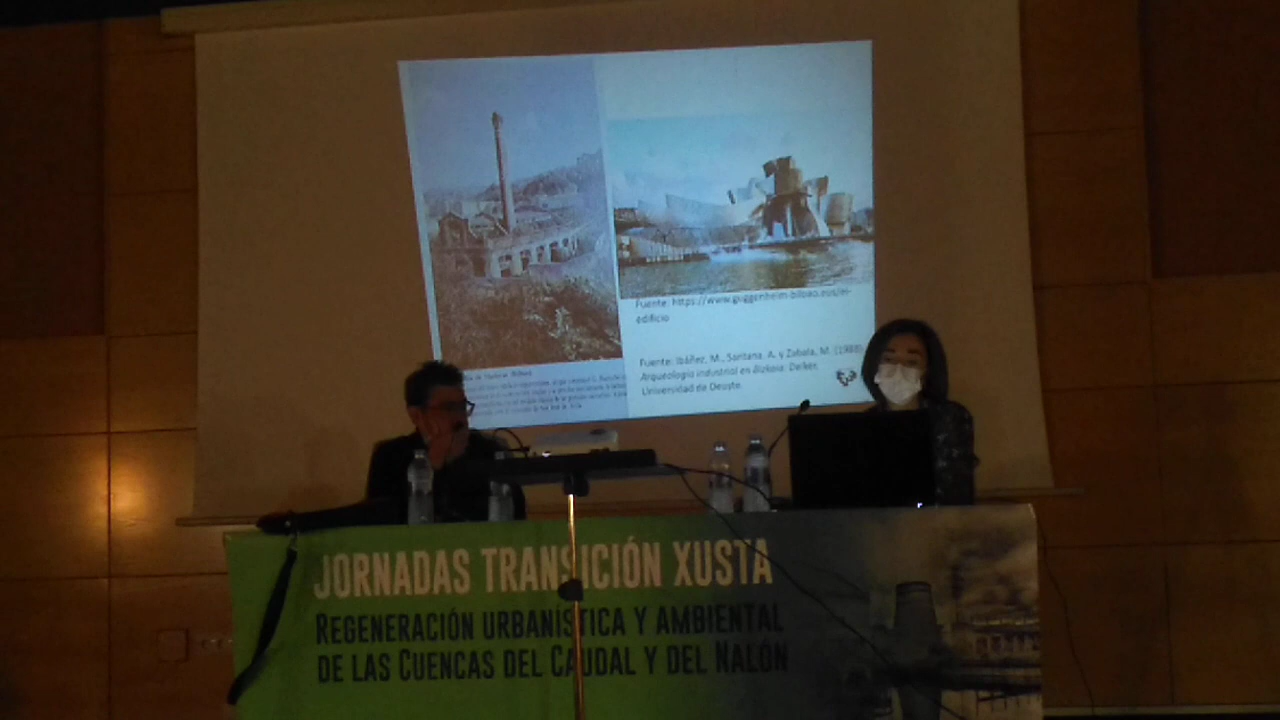 Fuente: https://www.guggenheim-bilbao.eus/el-
edificio
Fuente: Ibáñez, M., Santana, A. y Zabala, M. (1988).
Arqueología industrial en Bizkaia. Deiker.
Universidad de Deusto.
JORNADAS TRANSICIÓN XUSTA
REGENERACIÓN URBANÍSTICA Y AMBIENTAL
DE LAS CUENCAS DEL CAUDAL Y DEL NALÓN